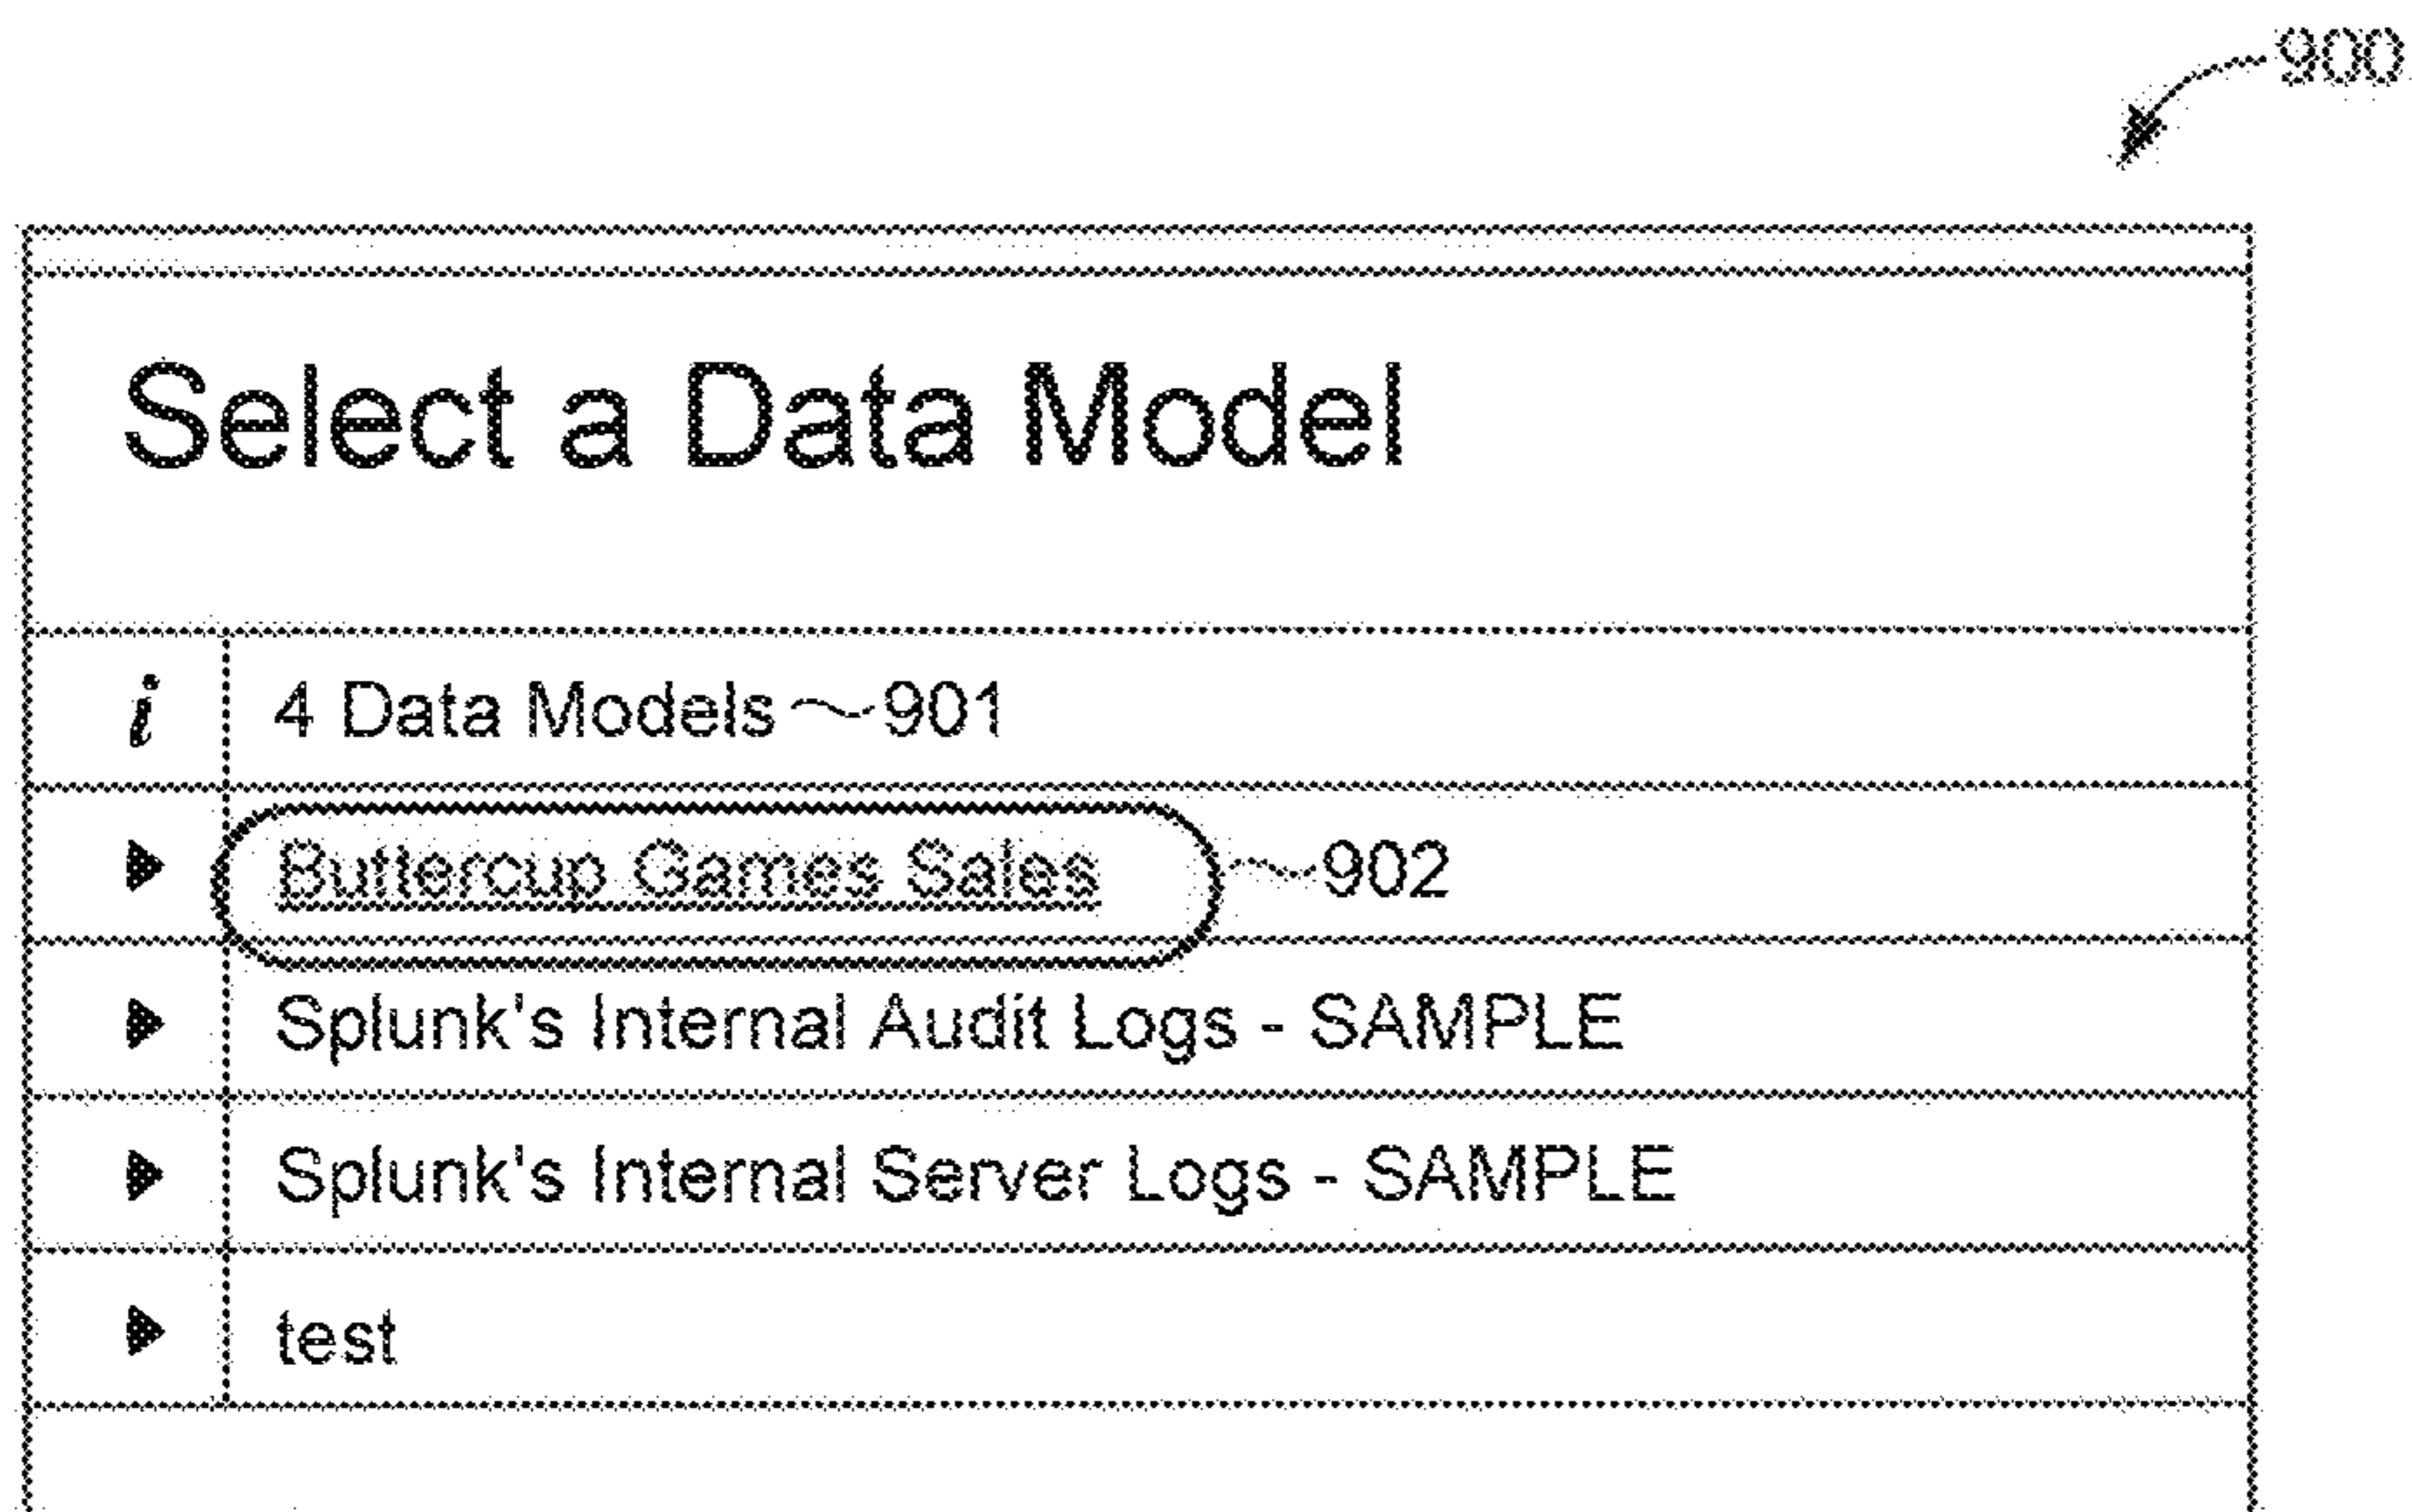 900
Select a Data Model
i 4 Data Models 901
Buttercup Games Sales 902
Splunk's Internal Audit Logs - SAMPLE
Splunk's Internal Server Logs - SAMPLE
test